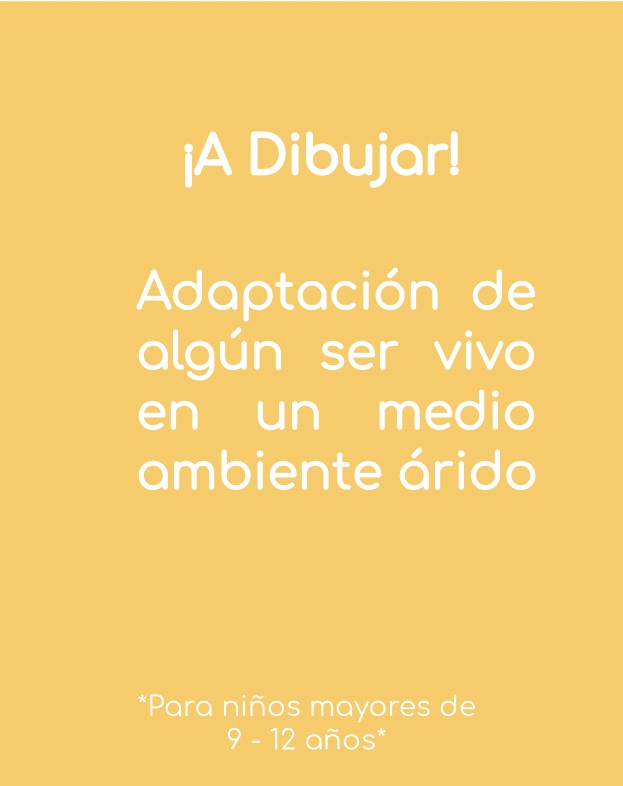 ¡A Dibujar!
Adaptación de
algún ser vivo
en un medio
ambiente árido
*Para niños mayores de
9 - 12 años*